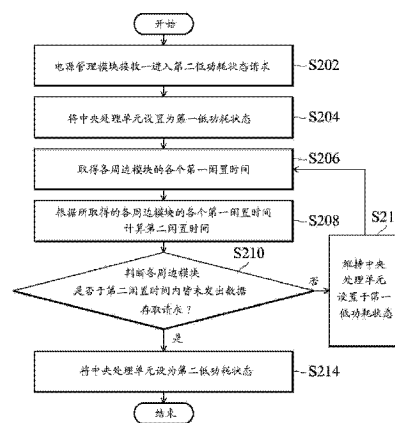 开始
电源管理模块接收一进入第二低功耗状态请求
S202
将中央处理单元设置为第一低功耗状态
S204
取得各周边模块的各个第一闲置时间
S206
根据所取得的各周边模块的各个第一闲置时间
计算第二闲置时间
S208
判断各周边模块
是否于第二闲置时间内皆未发出数据
存取请求？
S210
否
S21
维持中央
处理单元
设置于第一
低功耗状态
是
将中央处理单元设为第二低功耗状态
S214
结束